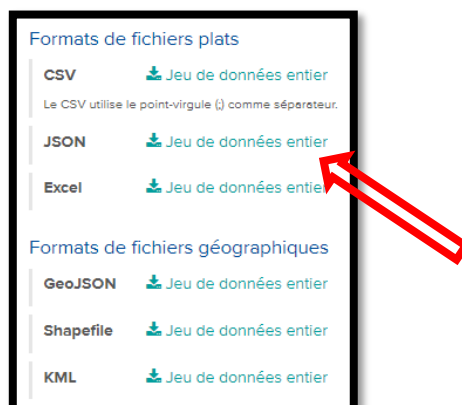 Formats de fichiers plats
CSV Jeu de données entier
Le CSV utilise le point-virgule (;) comme séparateur.
JSON Jeu de données entier
Excel Jeu de données entier
Formats de fichiers géographiques
GeoJSON Jeu de données entier
Shapefile Jeu de données entier
KML Jeu de données entier